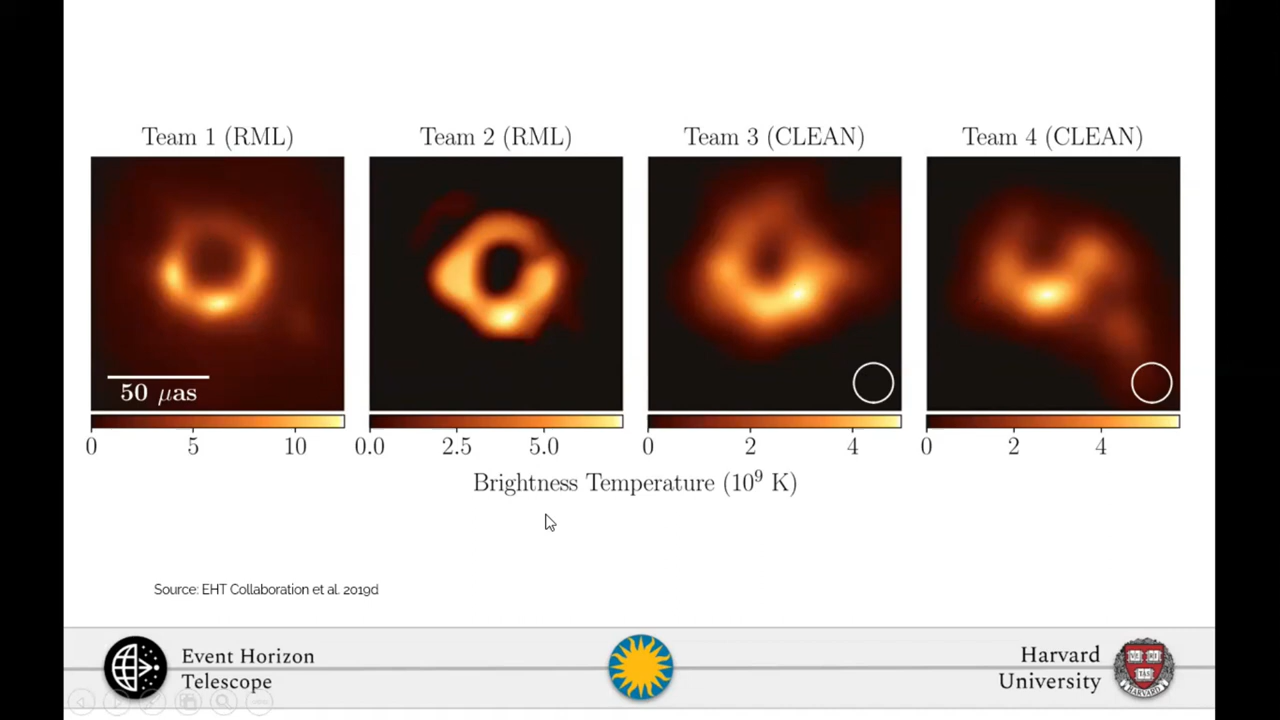 Team 1 (RML)
Team 2 (RML)
Team 3 (CLEAN)
Team 4 (CLEAN)
50 μas
0 5 10
0.0 2.5 5.0
0 2 4
0 2 4
Brightness Temperature (10⁹ K)
Source: EHT Collaboration et al. 2019d
Event Horizon
Telescope
Harvard
University